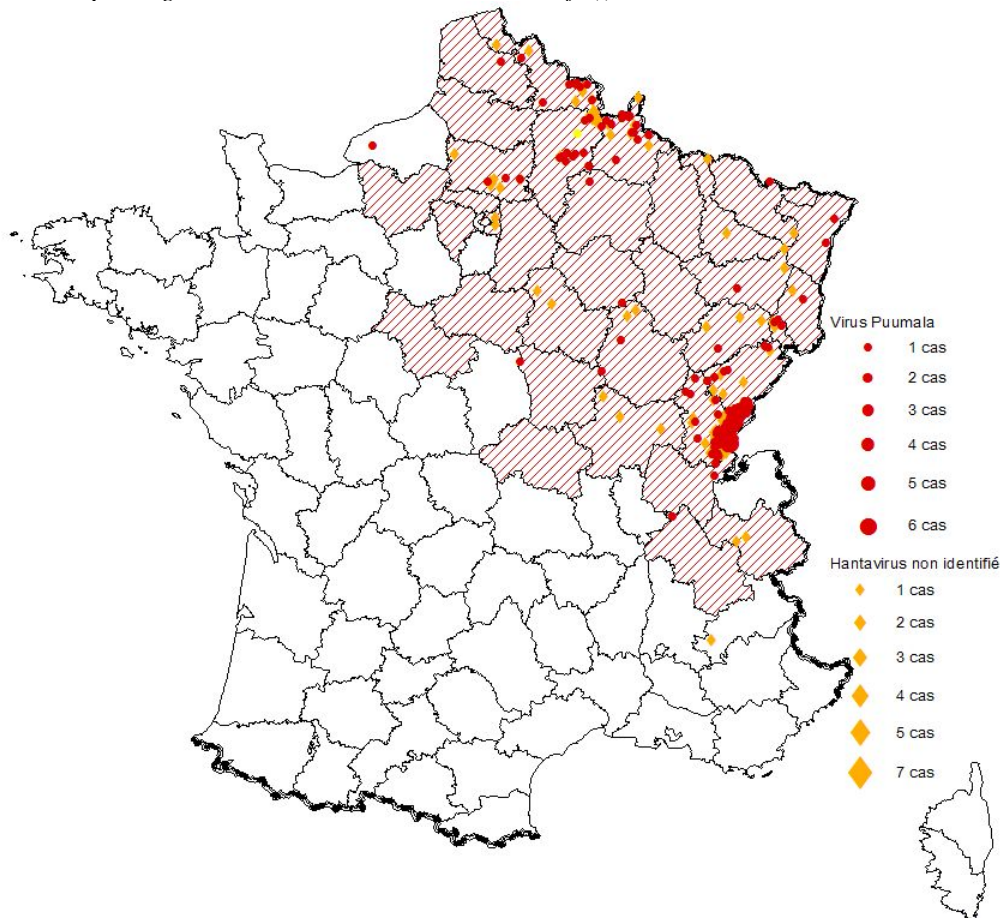 Virus Puumala
1 cas
2 cas
3 cas
4 cas
5 cas
6 cas
Hantavirus non identifié
1 cas
2 cas
3 cas
4 cas
5 cas
7 cas